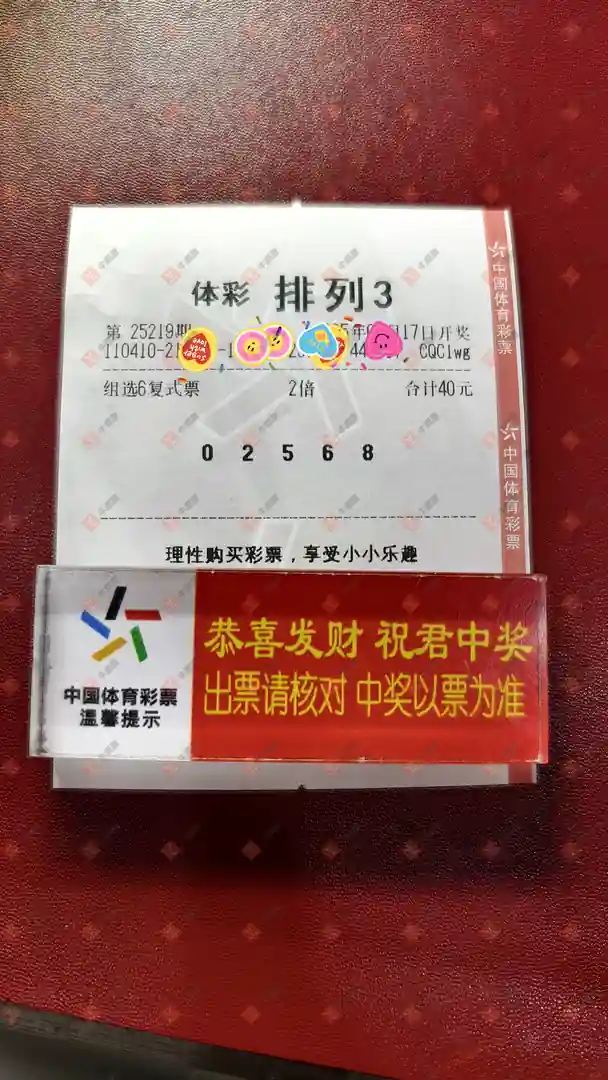 体彩 排列3
第 25219期 17日开奖
110410-2 CQC1wg
组选6复式票 2倍 合计40元
0 2 5 6 8
理性购买彩票,享受小小乐趣
中国体育彩票
中国体育彩票
恭喜发财 祝君中奖
出票请核对 中奖以票为准
中国体育彩票
温馨提示